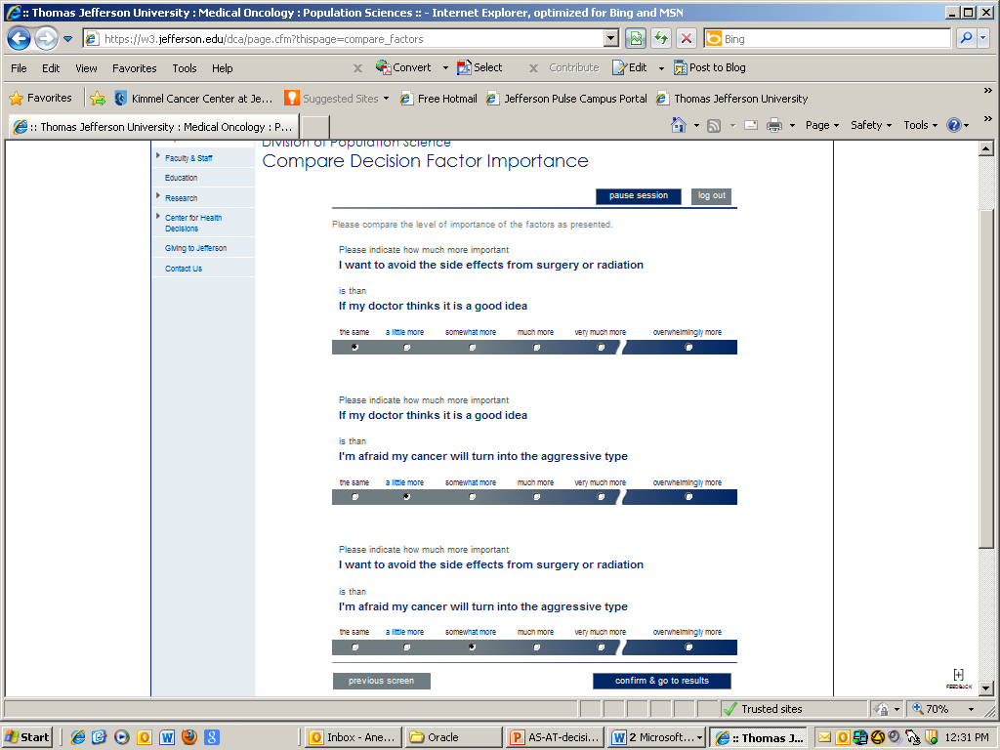 :: Thomas Jefferson University : Medical Oncology : Population Sciences :: - Internet Explorer, optimized for Bing and MSN
https://w3.jefferson.edu/dca/page.cfm?thispage=compare_factors
Bing
File Edit View Favorites Tools Help
x Convert Select
x Contribute Edit Post to Blog
Favorites
Kimmel Cancer Center at Je... Suggested Sites Free Hotmail Jefferson Pulse Campus Portal Thomas Jefferson University
:: Thomas Jefferson University : Medical Oncology : P...
Page Safety Tools
Faculty & Staff
Education
Research
Center for Health
Decisions
Giving to Jefferson
Contact Us
Division of Population Science
Compare Decision Factor Importance
pause session
log out
Please compare the level of importance of the factors as presented.
Please indicate how much more important
I want to avoid the side effects from surgery or radiation
is than
If my doctor thinks it is a good idea
the same a little more somewhat more much more very much more overwhelmingly more
Please indicate how much more important
If my doctor thinks it is a good idea
is than
I'm afraid my cancer will turn into the aggressive type
the same a little more somewhat more much more very much more overwhelmingly more
Please indicate how much more important
I want to avoid the side effects from surgery or radiation
is than
I'm afraid my cancer will turn into the aggressive type
the same a little more somewhat more much more very much more overwhelmingly more
previous screen
confirm & go to results
[+]
FEEDBACK
Trusted sites
70%
Start
Inbox - Ane...
Oracle
AS-AT-decisi...
2 Microsoft...
:: Thomas J...
12:31 PM